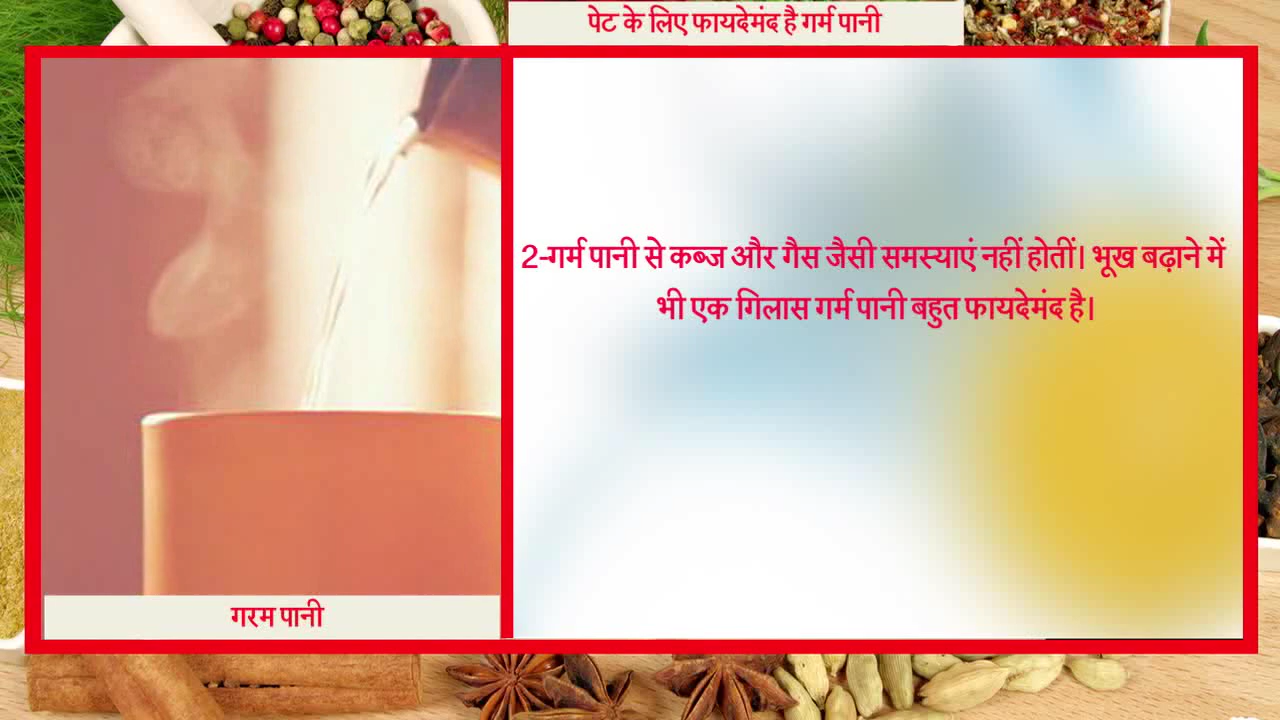 पेट के लिए फायदेमंद है गर्म पानी
2-गर्म पानी से कब्ज और गैस जैसी समस्याएं नहीं होतीं। भूख बढ़ाने में
भी एक गिलास गर्म पानी बहुत फायदेमंद है।
गरम पानी